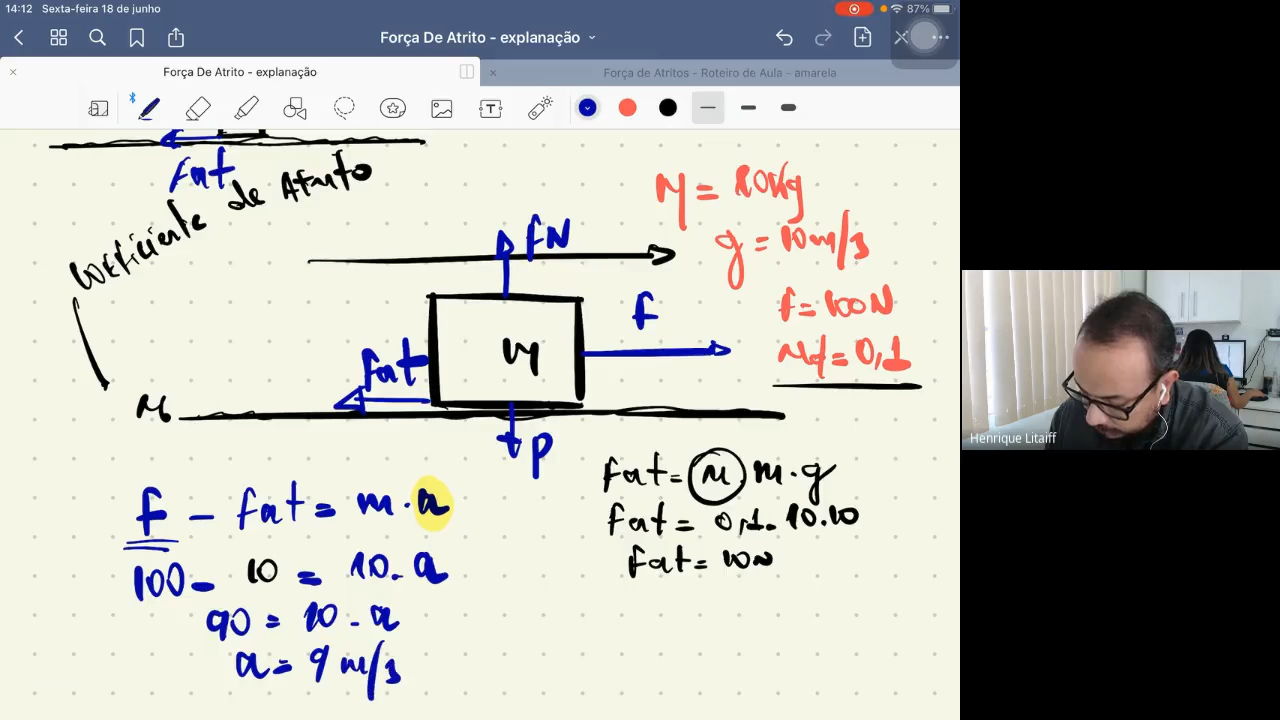 14:12 Sexta-feira 18 de junho
87%
Força De Atrito - explanação
Força De Atrito - explanação
Força de Atritos - Roteiro de Aula - amarela
Fat
Coeficiente de Atrito
M = 10Kg
g = 10m/s
f = 100N
μd = 0,1
FN
f
M
Fat
μ
P
f - fat = m . a
100 - 10 = 10. a
90 = 10 . a
a = 9 m/s
fat = μ m.g
fat = 0,1. 10.10
fat = 10N
Henrique Litaiff